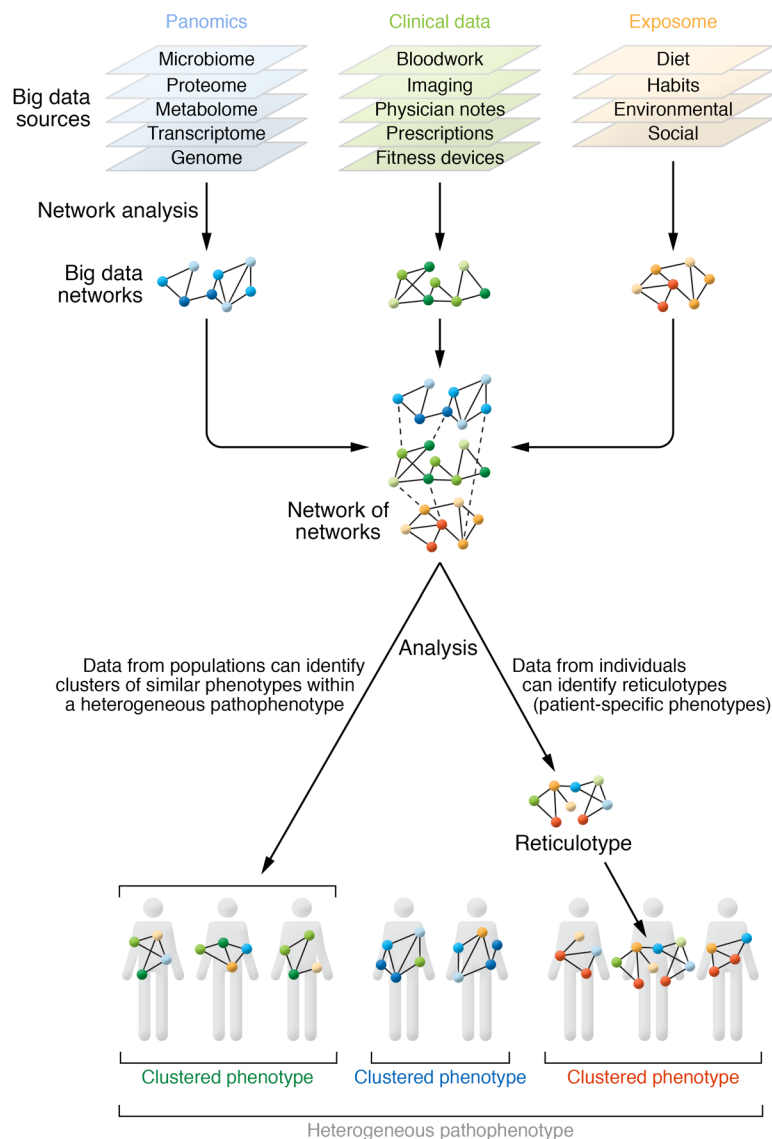 Panomics
Clinical data
Exposome
Big data
sources
Microbiome
Proteome
Metabolome
Transcriptome
Genome
Bloodwork
Imaging
Physician notes
Prescriptions
Fitness devices
Diet
Habits
Environmental
Social
Network analysis
Big data
networks
Network of
networks
Analysis
Data from populations can identify
clusters of similar phenotypes within
a heterogeneous pathophenotype
Data from individuals
can identify reticulotypes
(patient-specific phenotypes)
Reticulotype
Clustered phenotype
Clustered phenotype
Clustered phenotype
Heterogeneous pathophenotype